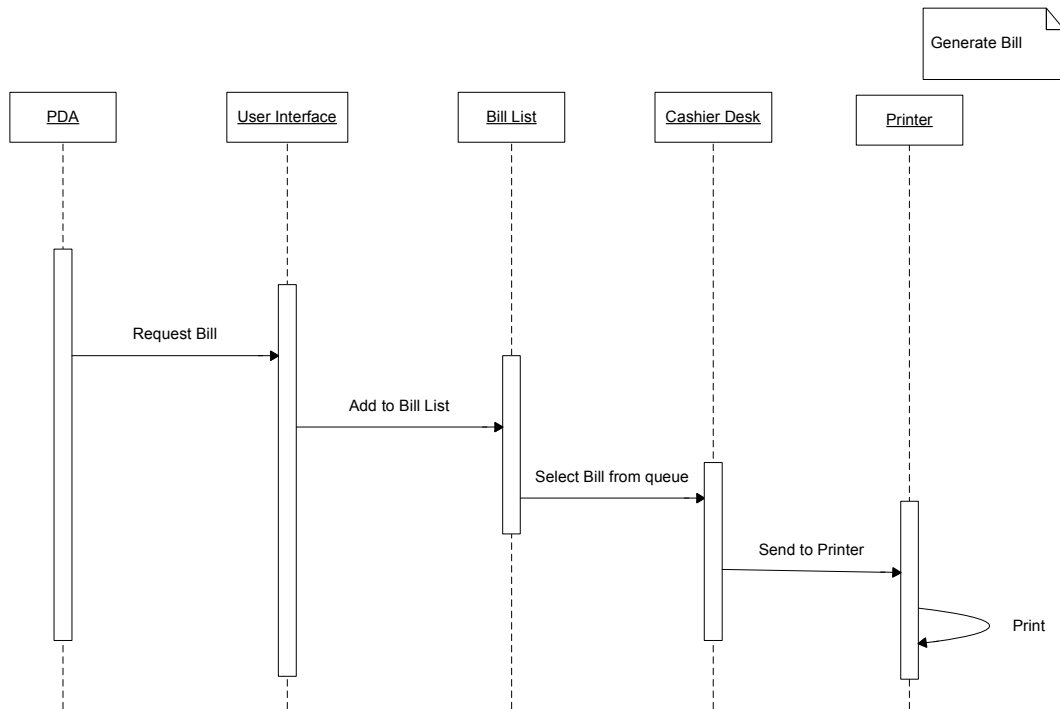 Generate Bill
PDA
User Interface
Bill List
Cashier Desk
Printer
Request Bill
Add to Bill List
Select Bill from queue
Send to Printer
Print